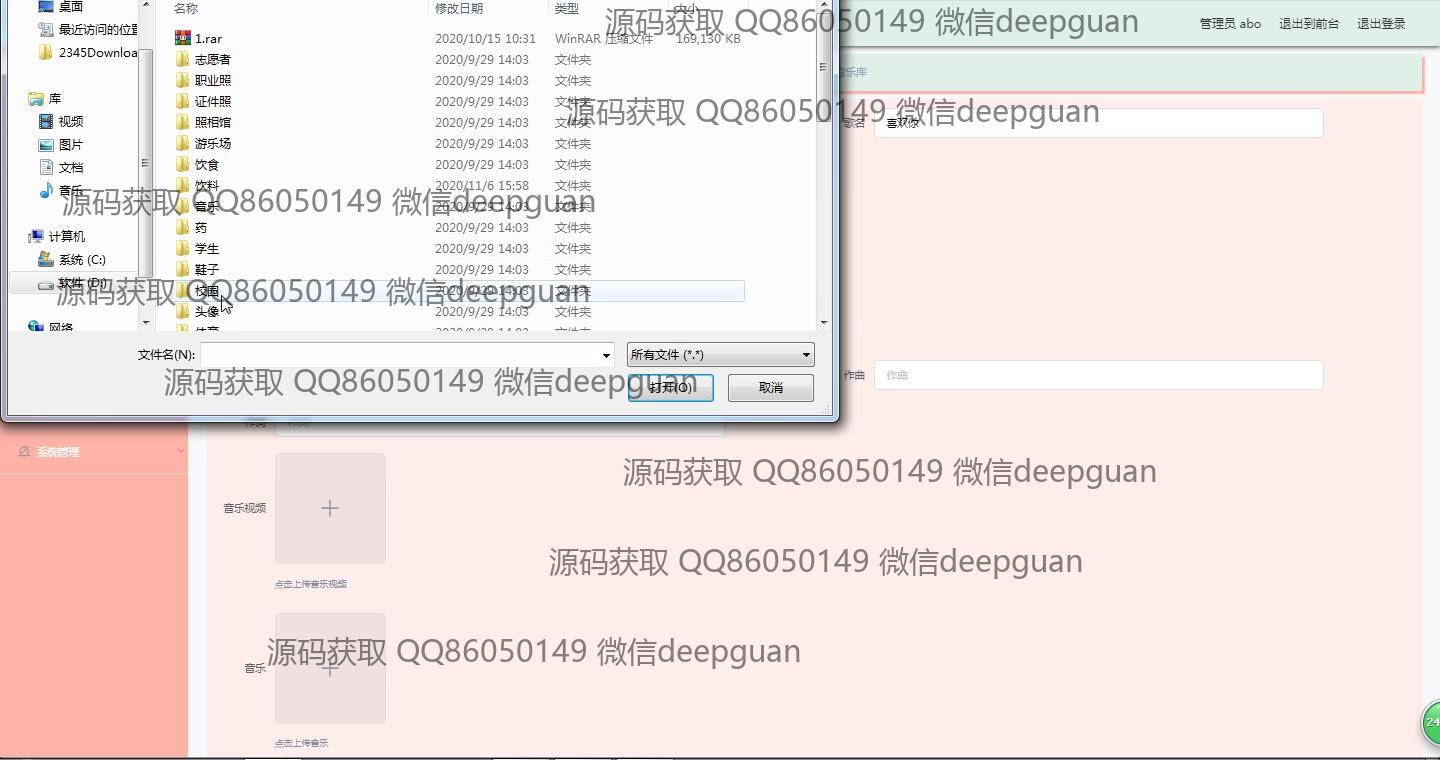 桌面 名称 修改日期 类型 大小 源码获取 QQ86050149 微信deepguan
最近访问的位置 管理员 abo 退出到前台 退出登录
2345Downloa 1.rar 2020/10/15 10:31 WinRAR 压缩文件 169,130 KB
志愿者 2020/9/29 14:03 文件夹
职业照 2020/9/29 14:03 文件夹 音乐库
库 证件照 2020/9/29 14:03 文件夹
源码获取 QQ86050149 微信deepguan
视频 照相馆 2020/9/29 14:03 文件夹 歌名 喜欢你
图片 游乐场 2020/9/29 14:03 文件夹
文档 饮食 2020/9/29 14:03 文件夹
音乐 饮料 2020/11/6 15:58 文件夹
源码获取 QQ86050149 微信deepguan
音乐 2020/9/29 14:03 文件夹
药 2020/9/29 14:03 文件夹
计算机 学生 2020/9/29 14:03 文件夹
系统 (C:) 鞋子 2020/9/29 14:03 文件夹
软件 (D:) 校园 2020/9/29 14:03 文件夹
源码获取 QQ86050149 微信deepguan
头像 2020/9/29 14:03 文件夹
网络 体育 2020/9/29 14:03 文件夹
文件名(N): 所有文件 (*.*)
源码获取 QQ86050149 微信deepguan
打开(O) 取消
作曲 作曲
作词 作词
系统管理
源码获取 QQ86050149 微信deepguan
音乐视频
源码获取 QQ86050149 微信deepguan
点击上传音乐视频
源码获取 QQ86050149 微信deepguan
音乐
点击上传音乐
24